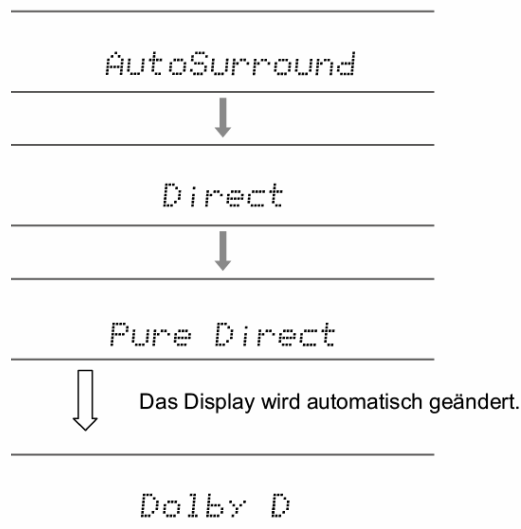 AutoSurround
Direct
Pure Direct
Das Display wird automatisch geändert.
Dolby D